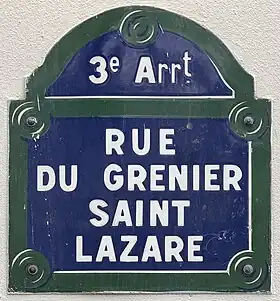 3e Arrt
RUE
DU GRENIER
SAINT
LAZARE